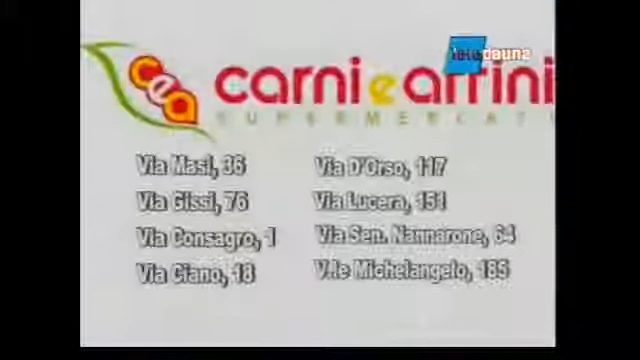 teledauna
cea carni e affini
SUPERMERCATI
Via Masi, 36
Via Gissi, 76
Via Consagro, 1
Via Ciano, 18
Via D'Orso, 117
Via Lucera, 151
Via Sen. Nannarone, 64
V.le Michelangelo, 185